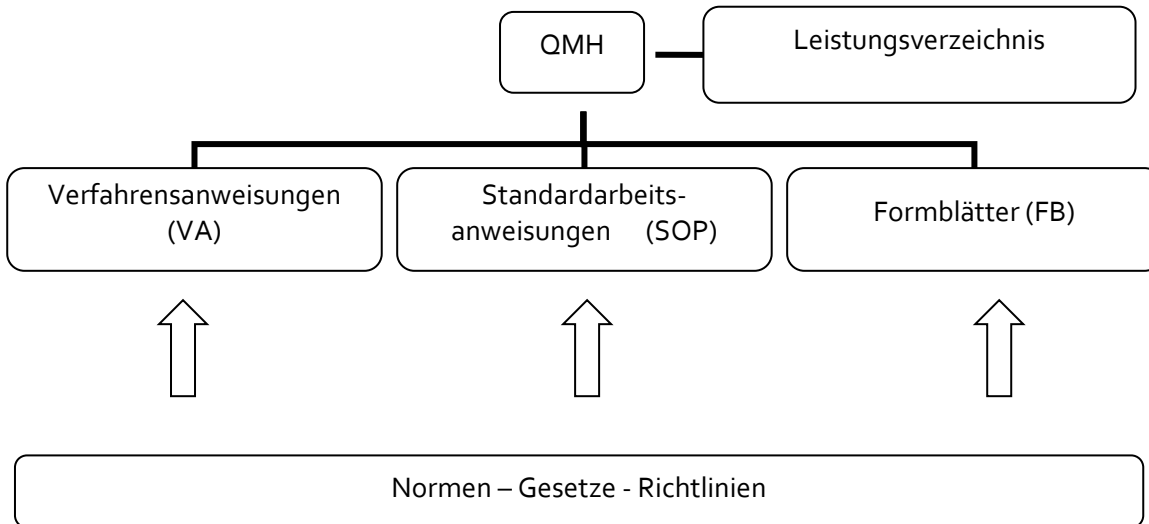 QMH
Leistungsverzeichnis
Verfahrensanweisungen
(VA)
Standardarbeits-
anweisungen (SOP)
Formblätter (FB)
Normen – Gesetze - Richtlinien